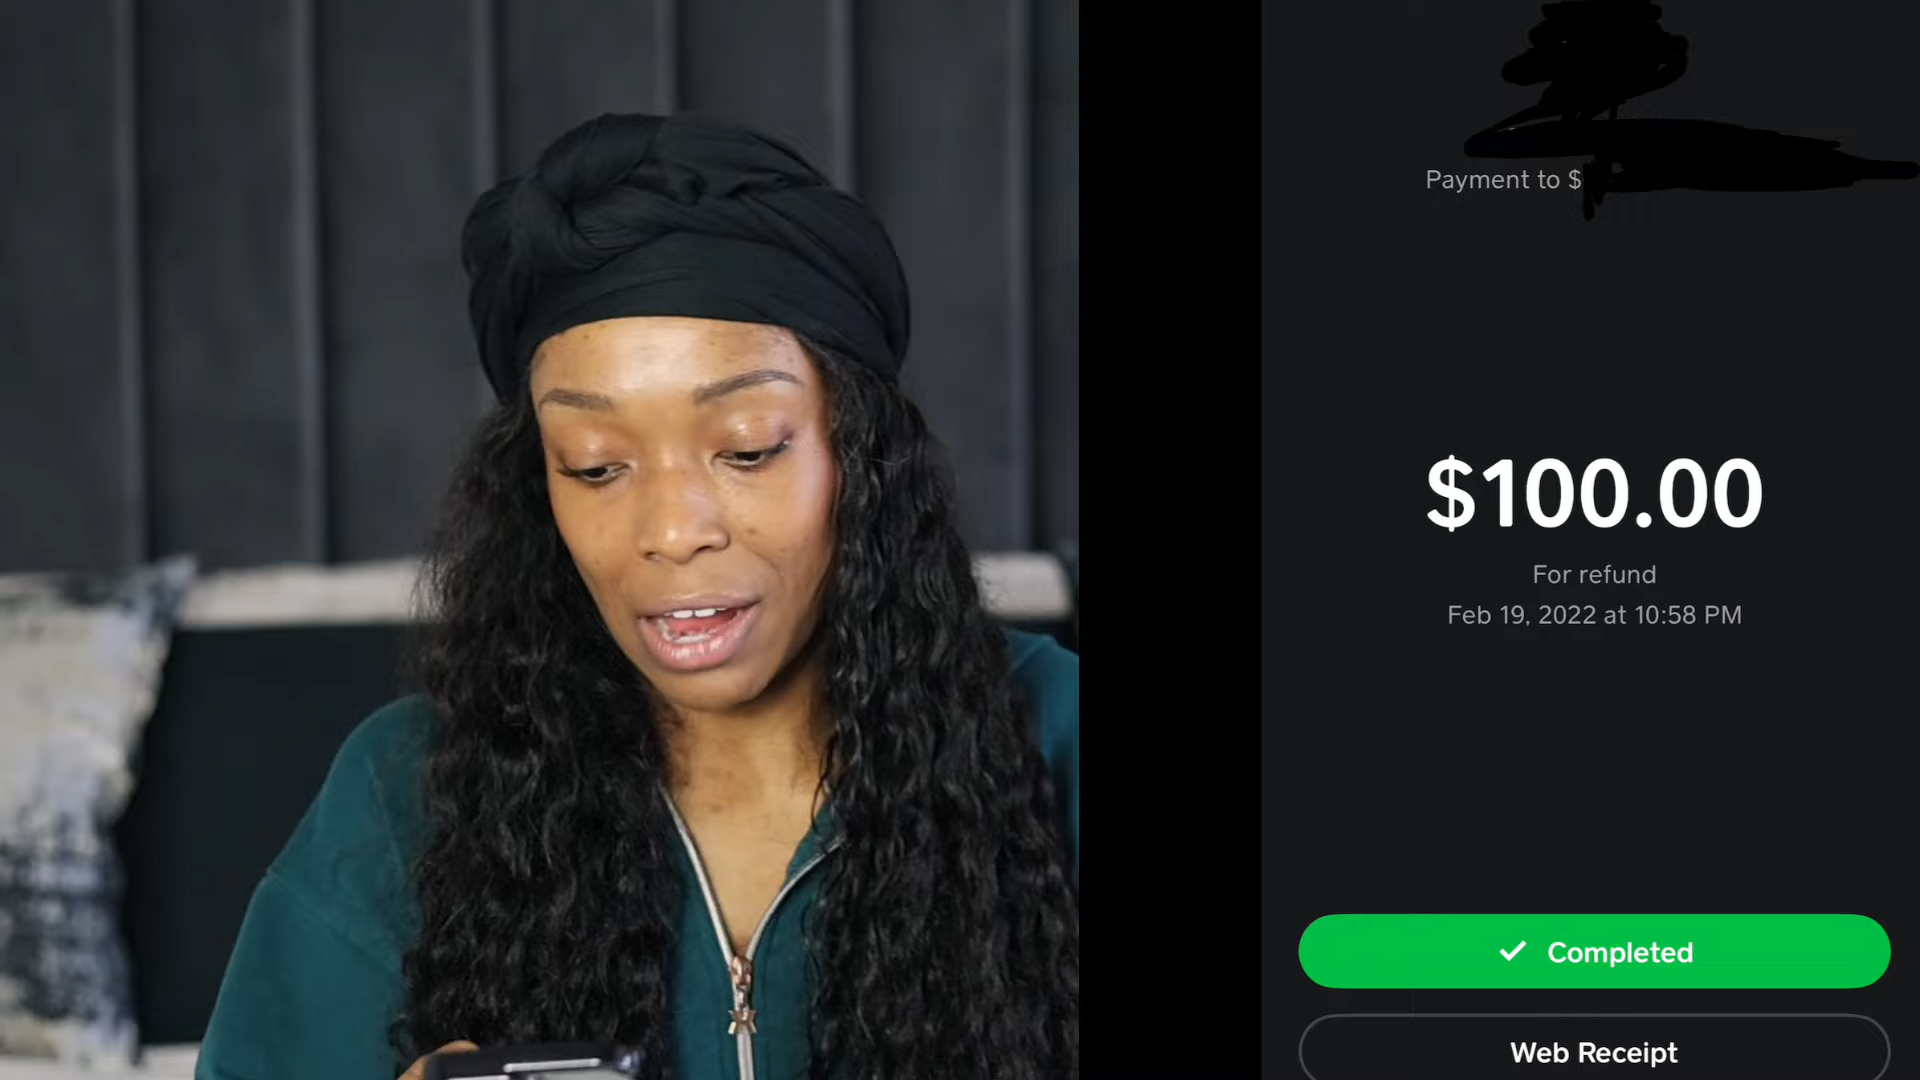 Payment to $
$100.00
For refund
Feb 19, 2022 at 10:58 PM
Completed
Web Receipt